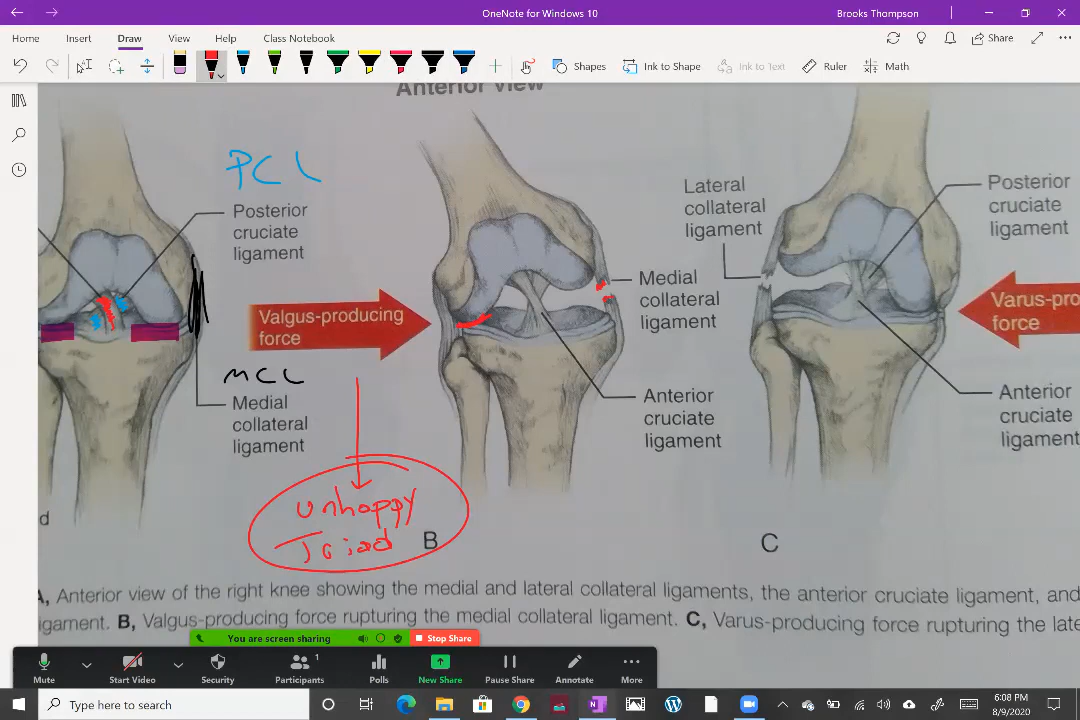 OneNote for Windows 10
Brooks Thompson
Home
Insert
Draw
View
Help
Class Notebook
Share
Shapes
Ink to Shape
Ink to Text
Ruler
Math
Anterior view
PCL
Posterior
cruciate
ligament
Valgus-producing
force
MCL
Medial
collateral
ligament
unhappy
Triad
Medial
collateral
ligament
Anterior
cruciate
ligament
B
Lateral
collateral
ligament
Posterior
cruciate
ligament
Varus-pro
force
Anterior
cruciate
ligament
C
d
A, Anterior view of the right knee showing the medial and lateral collateral ligaments, the anterior cruciate ligament, and
igament. B, Valgus-producing force rupturing the medial collateral ligament. C, Varus-producing force rupturing the late
You are screen sharing
Stop Share
Mute
Start Video
Security
1
Participants
Polls
New Share
Pause Share
Annotate
More
Type here to search
6:08 PM
8/9/2020